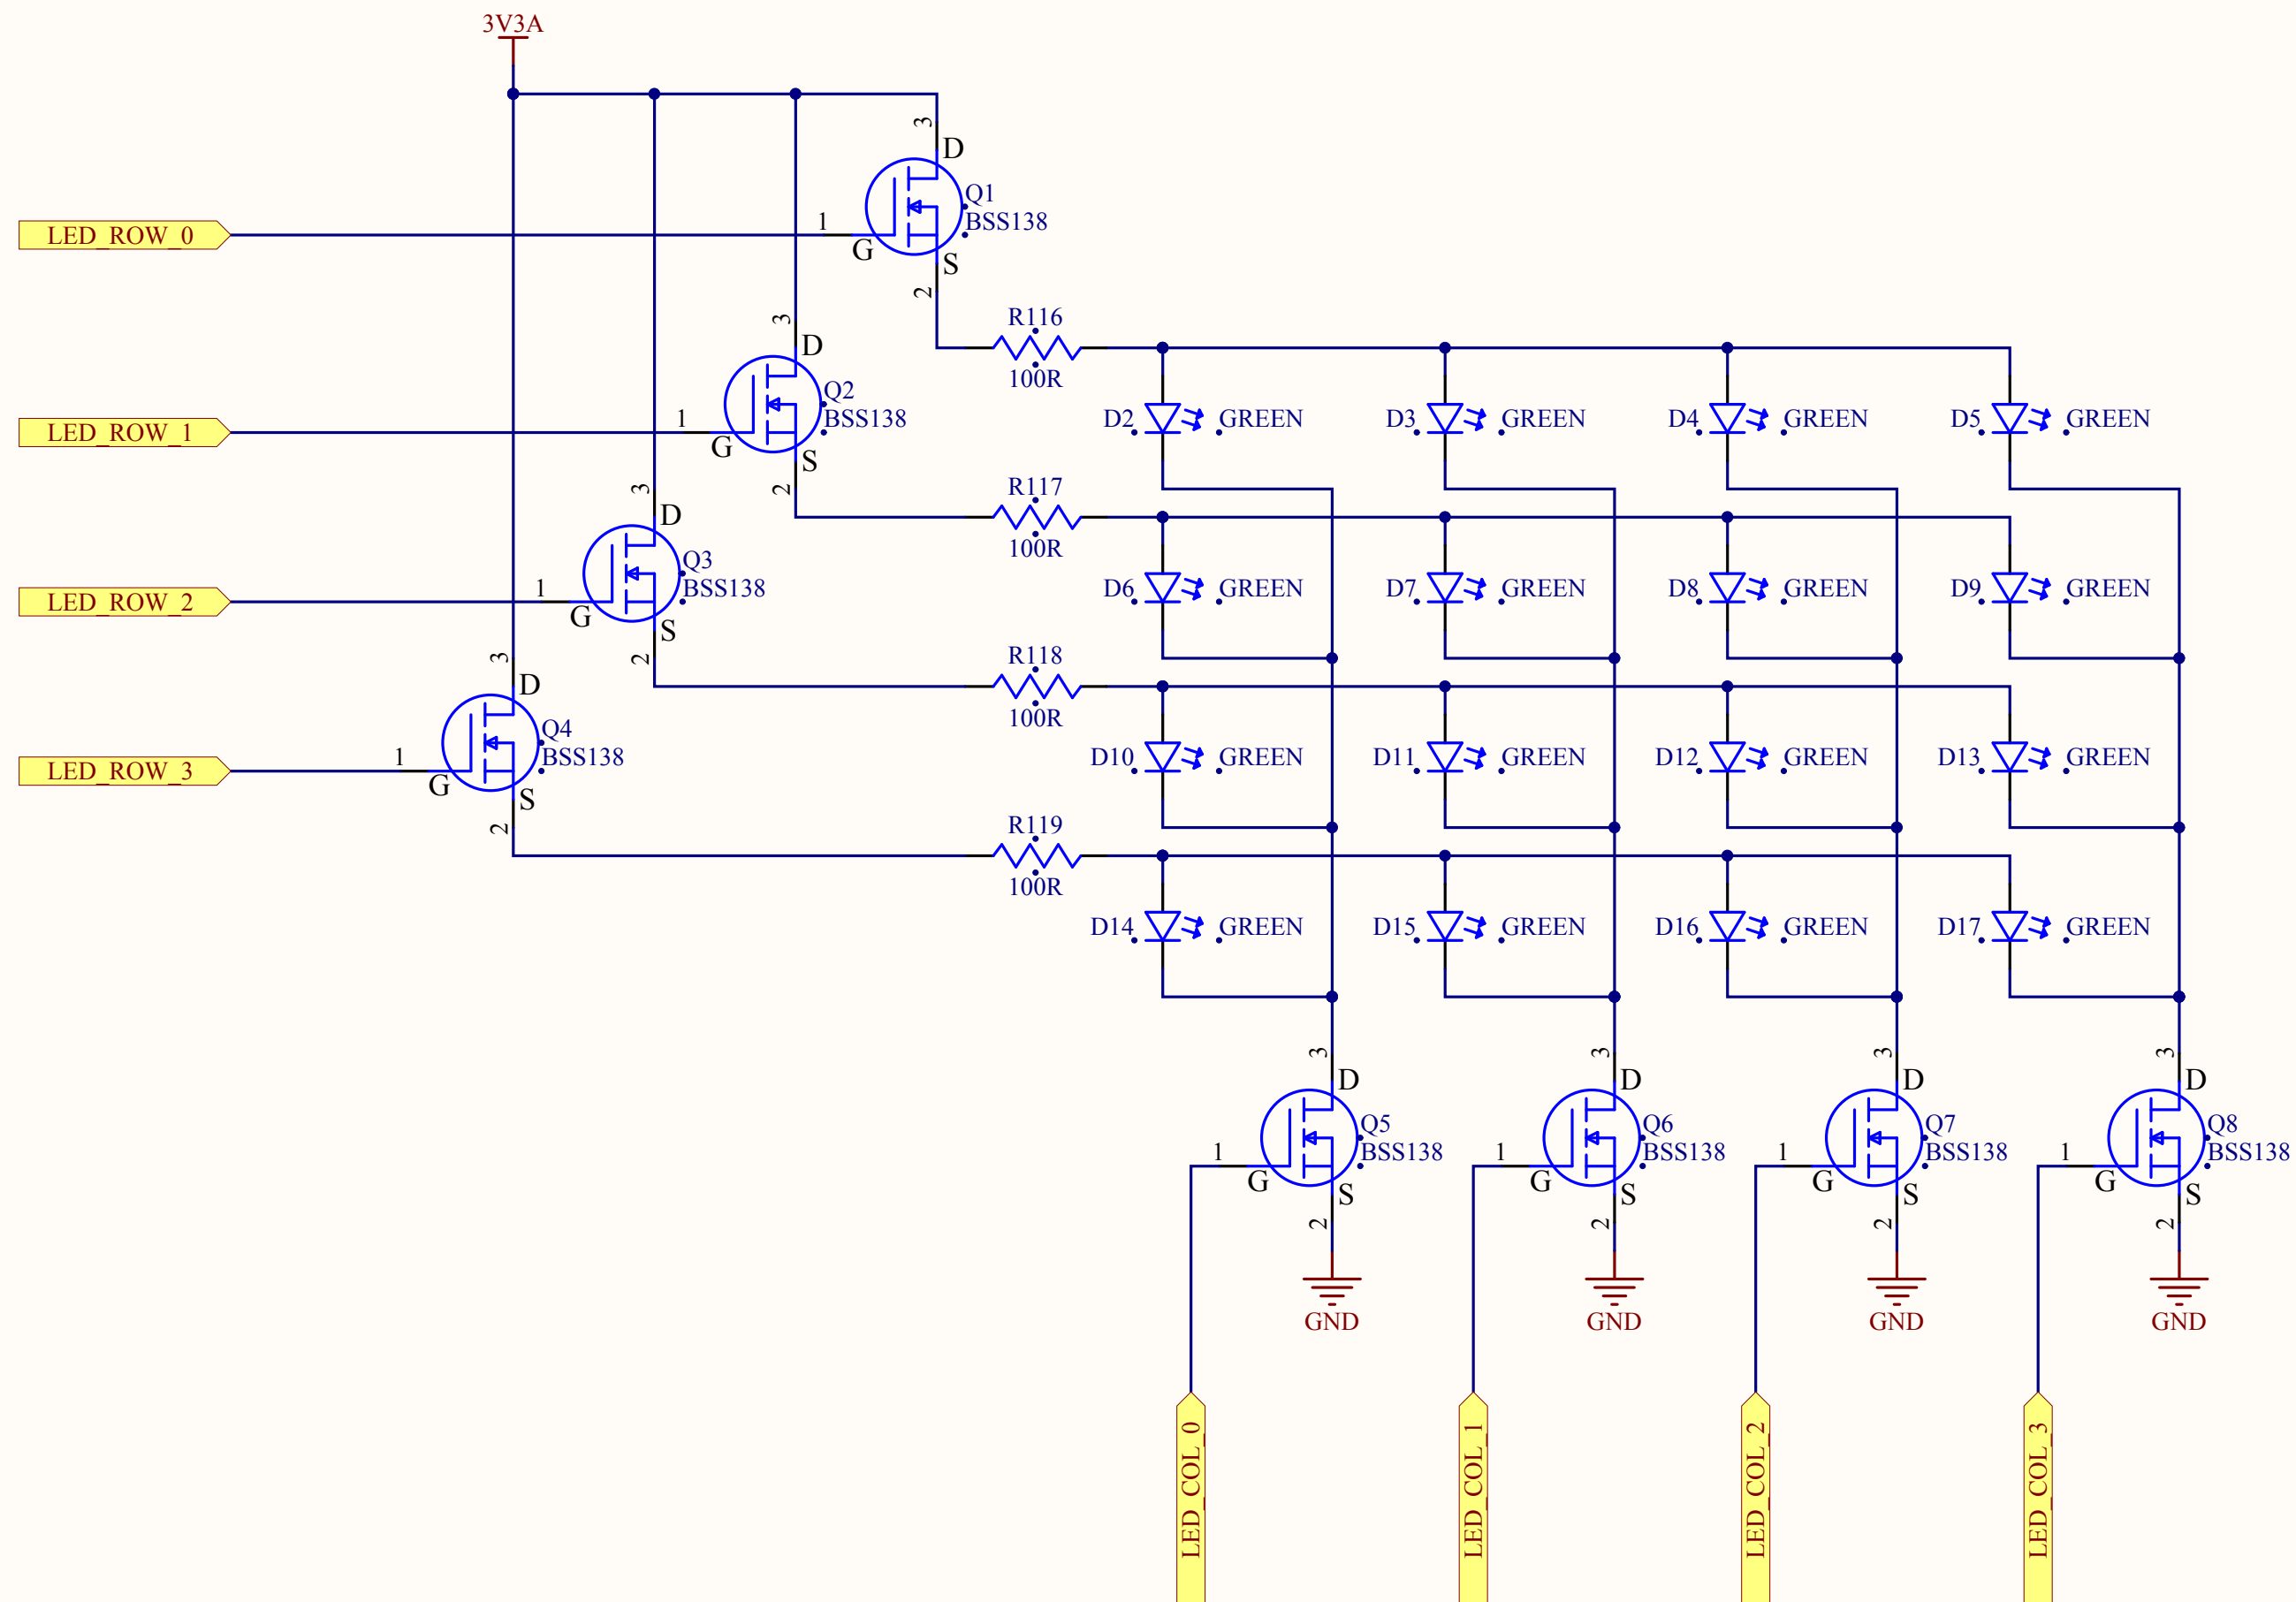 3V3A
3
D
Q1
BSS138
1
G
LED_ROW_0
S
2
R116
100R
3
D
Q2
BSS138
1
G
LED_ROW_1
S
2
D2 GREEN
D3 GREEN
D4 GREEN
D5 GREEN
R117
100R
3
D
Q3
BSS138
1
G
LED_ROW_2
S
2
D6 GREEN
D7 GREEN
D8 GREEN
D9 GREEN
R118
100R
3
D
Q4
BSS138
1
G
LED_ROW_3
S
2
D10 GREEN
D11 GREEN
D12 GREEN
D13 GREEN
R119
100R
D14 GREEN
D15 GREEN
D16 GREEN
D17 GREEN
3
D
Q5
BSS138
1
G
S
2
GND
3
D
Q6
BSS138
1
G
S
2
GND
3
D
Q7
BSS138
1
G
S
2
GND
3
D
Q8
BSS138
1
G
S
2
GND
LED_COL_0
LED_COL_1
LED_COL_2
LED_COL_3